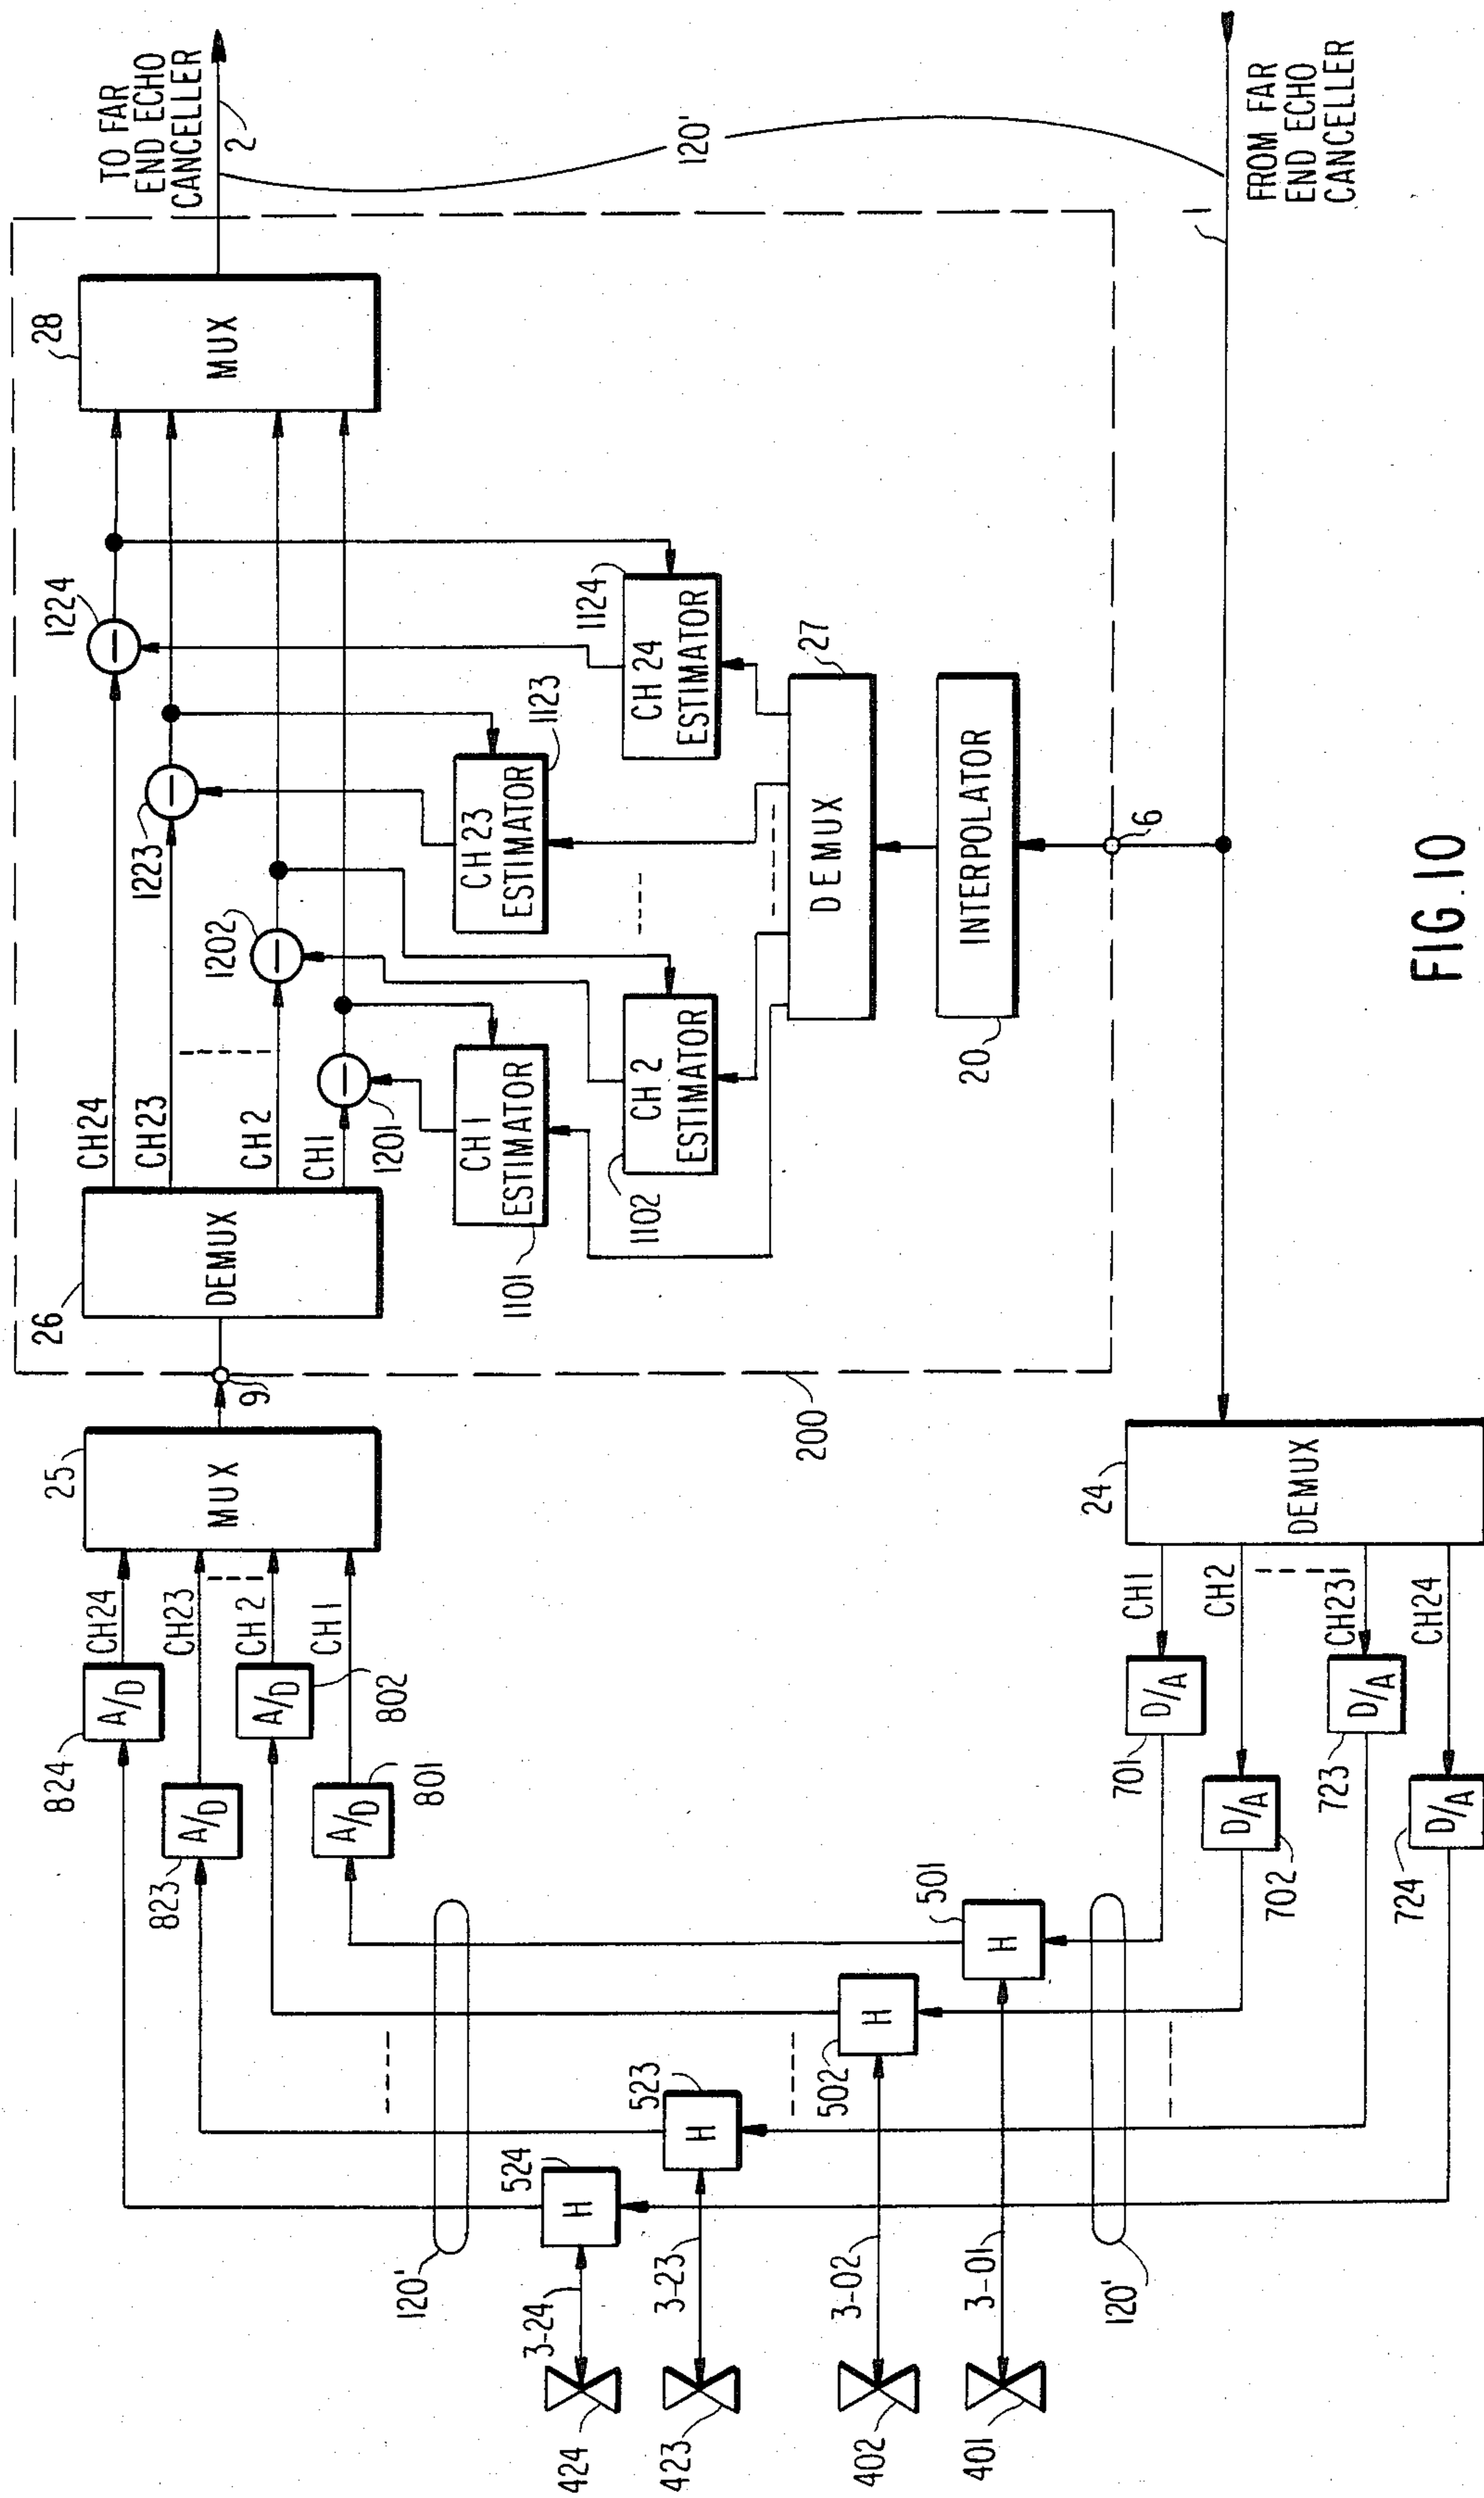 TO FAR
END ECHO
CANCELLER
2
120'
1
FROM FAR
END ECHO
CANCELLER
28
MUX
1224
1223
1202
1201
1124
CH 24
ESTIMATOR
1123
CH 23
ESTIMATOR
CH 2
ESTIMATOR
1102
CH 1
ESTIMATOR
1101
27
DEMUX
INTERPOLATOR
20
6
CH24
CH23
CH 2
CH1
26
DEMUX
9
200
25
MUX
24
DEMUX
CH24
CH23
CH 2
CH 1
824
A/D
823
A/D
A/D
802
A/D
801
CH1
CH2
CH23
CH24
701
D/A
702
D/A
723
D/A
724
D/A
501
H
502
H
523
H
524
H
120'
120'
3-24
3-23
3-02
3-01
424
423
402
401
FIG.10